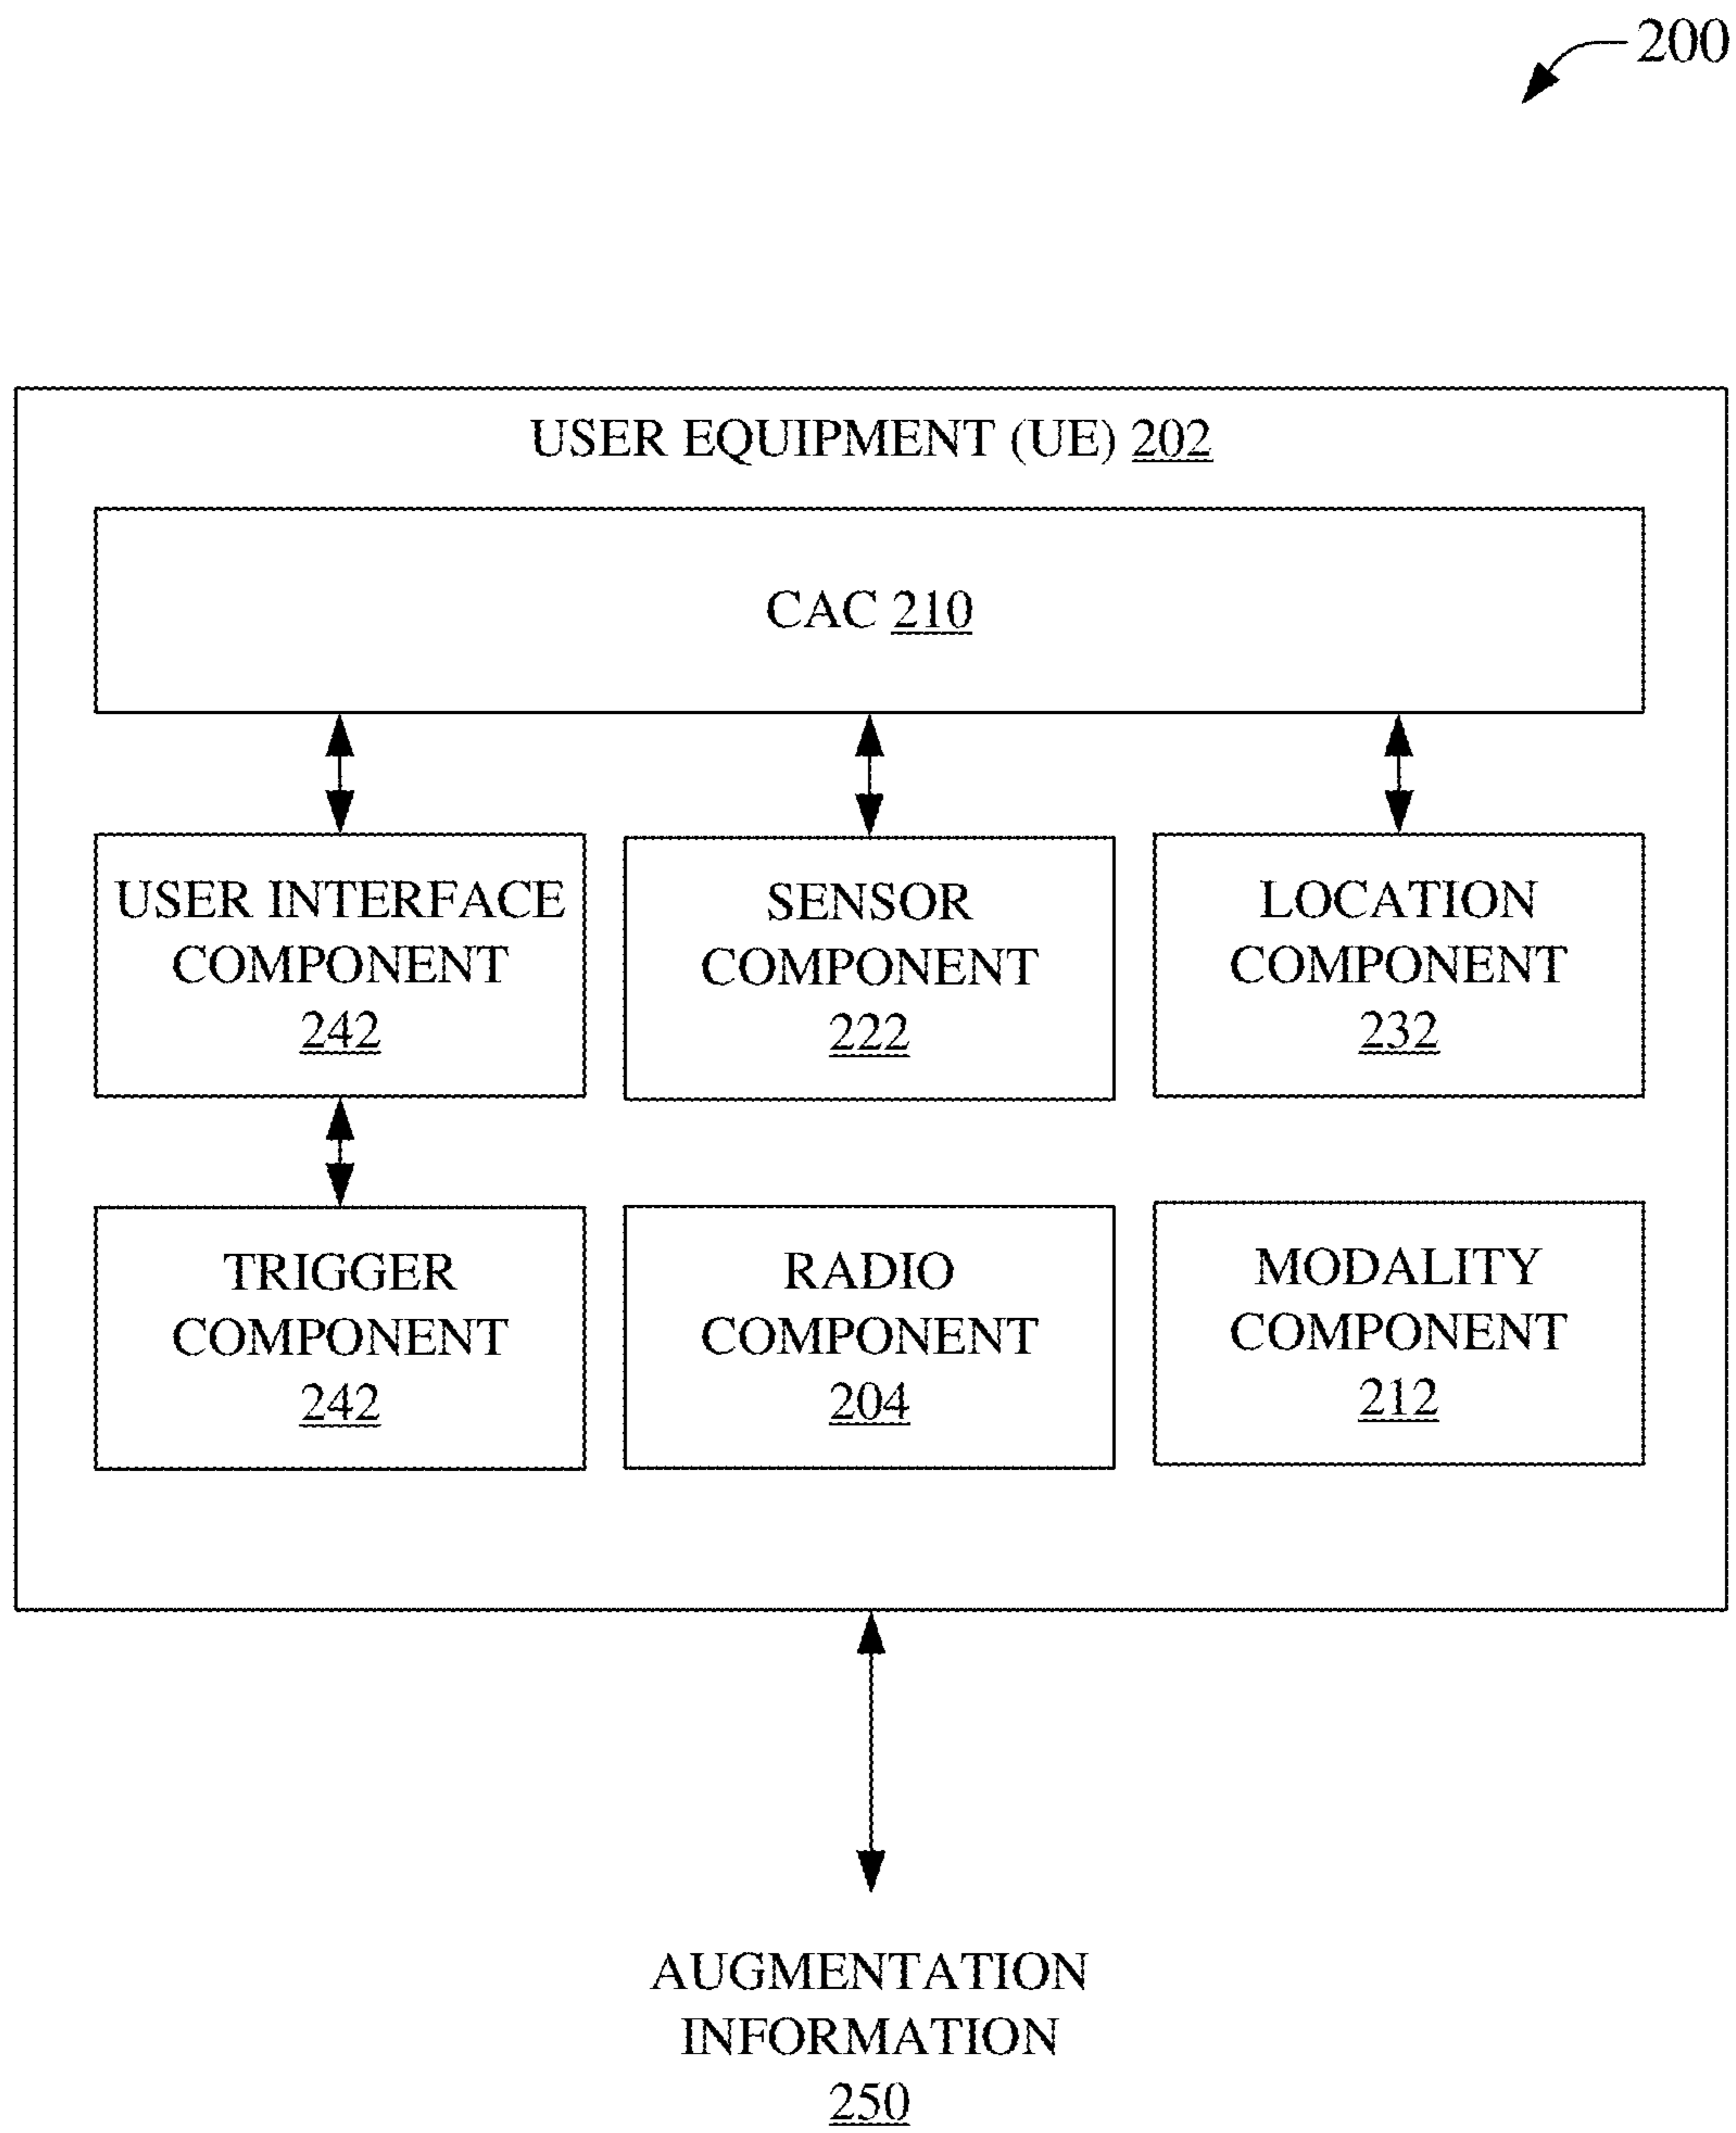 200
USER EQUIPMENT (UE) 202
CAC 210
USER INTERFACE
COMPONENT
242
SENSOR
COMPONENT
222
LOCATION
COMPONENT
232
TRIGGER
COMPONENT
242
RADIO
COMPONENT
204
MODALITY
COMPONENT
212
AUGMENTATION
INFORMATION
250